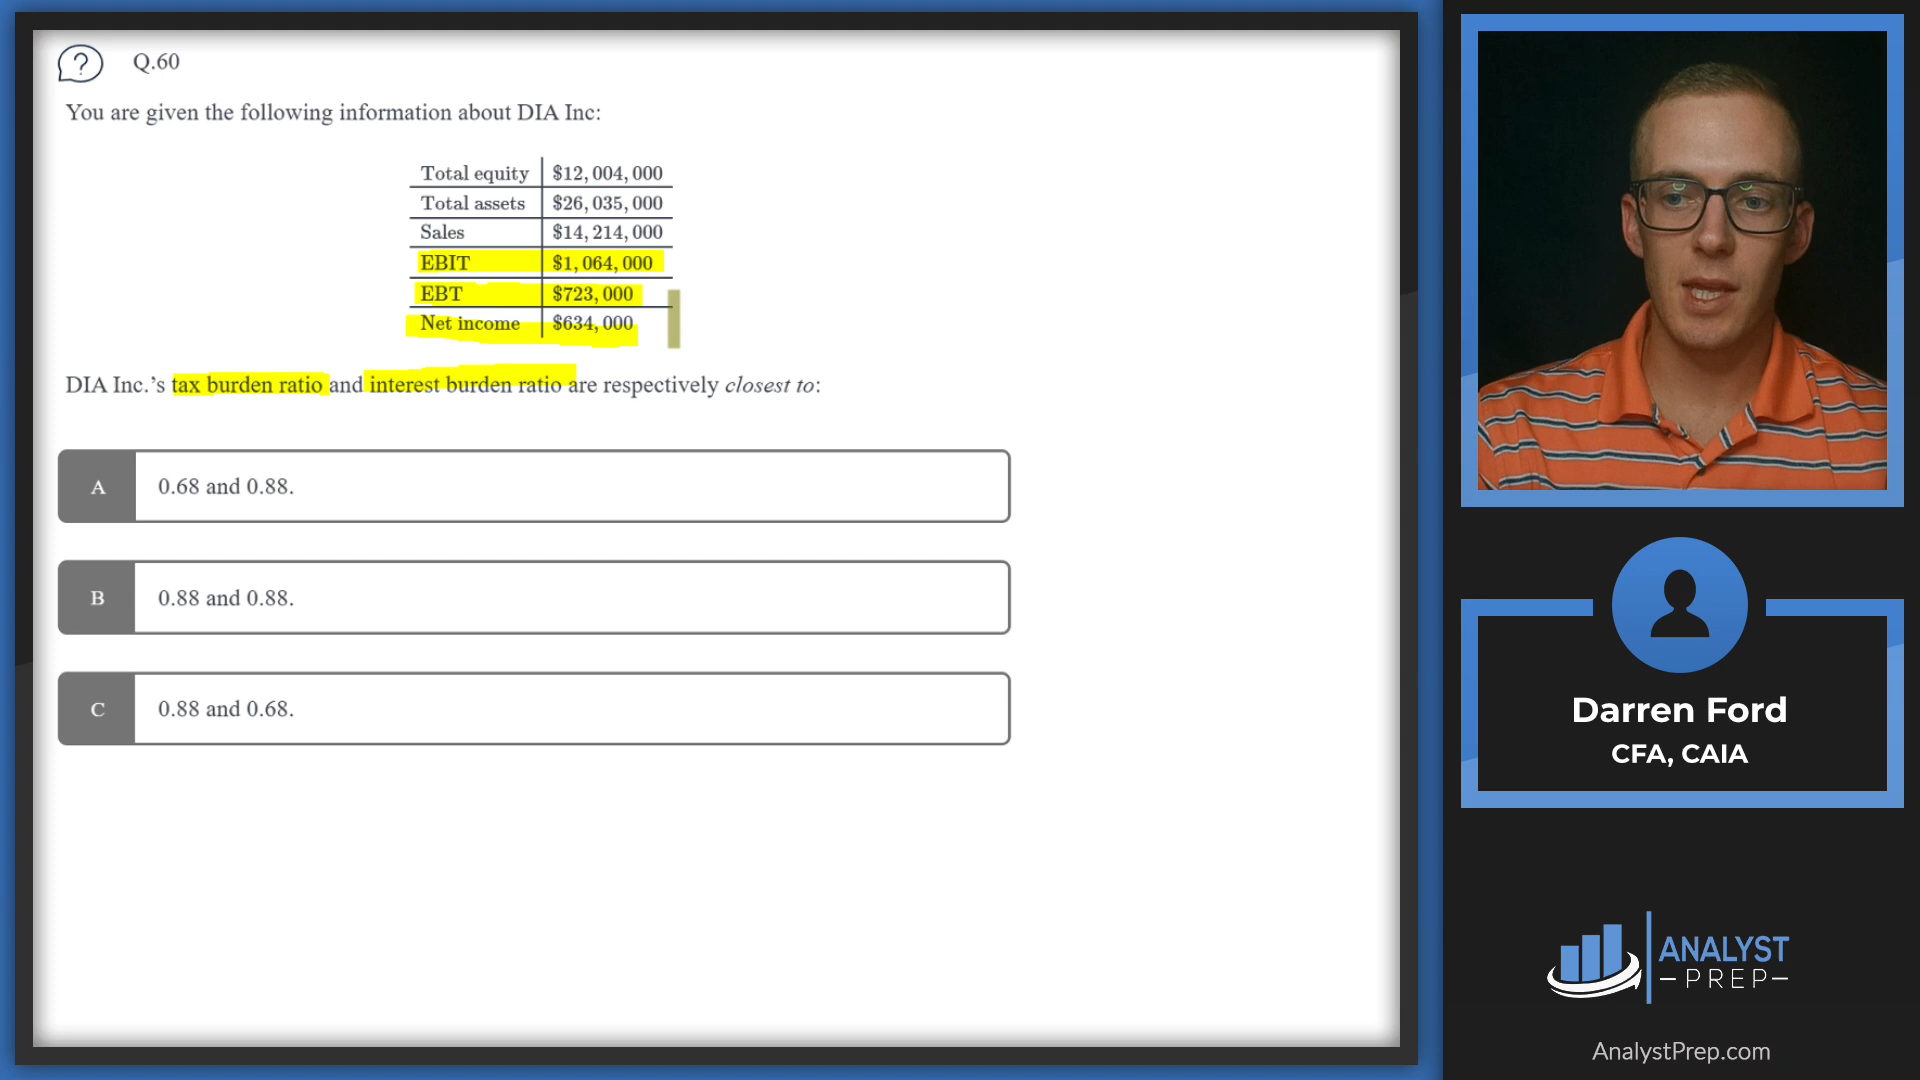 ? Q.60
You are given the following information about DIA Inc:
Total equity $12, 004, 000
Total assets $26, 035, 000
Sales $14, 214, 000
EBIT $1, 064, 000
EBT $723, 000
Net income $634, 000
DIA Inc.’s tax burden ratio and interest burden ratio are respectively closest to:
A 0.68 and 0.88.
B 0.88 and 0.88.
C 0.88 and 0.68.
Darren Ford
CFA, CAIA
ANALYST
PREP
AnalystPrep.com